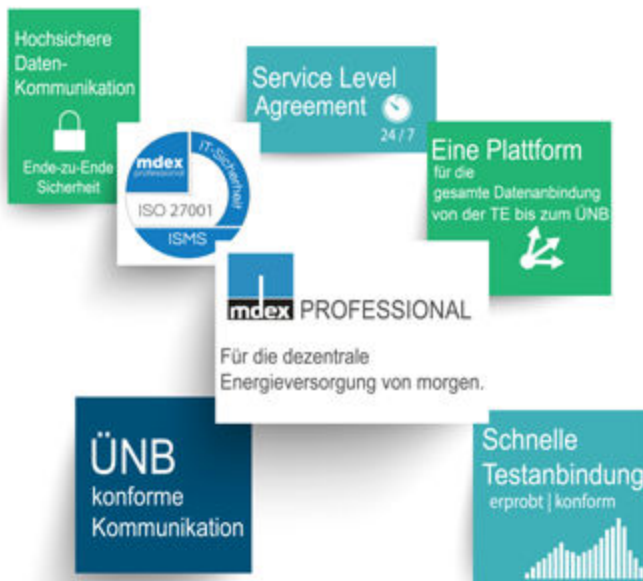 Hochsichere
Daten-
Kommunikation
Ende-zu-Ende
Sicherheit
Service Level
Agreement
24 / 7
mdex
professional
IT-Sicherheit
ISO 27001
ISMS
Eine Plattform
für die
gesamte Datenanbindung
von der TE bis zum ÜNB
mdex PROFESSIONAL
Für die dezentrale
Energieversorgung von morgen.
ÜNB
konforme
Kommunikation
Schnelle
Testanbindung
erprobt | konform